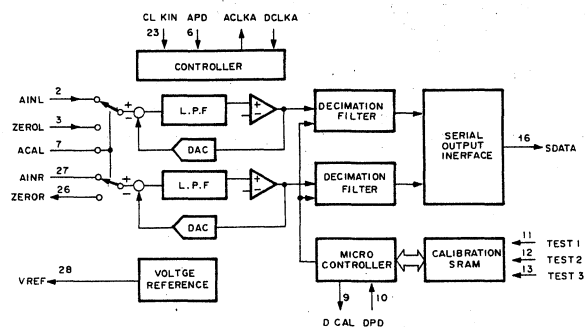 CLKIN APD ACLKA DCLKA
23 6
CONTROLLER
AINL 2
ZEROL 3
ACAL 7
AINR 27
ZEROR 26
+
−
L.P.F
+
−
DAC
+
−
L.P.F
+
−
DAC
DECIMATION
FILTER
DECIMATION
FILTER
SERIAL
OUTPUT
INERFACE
16 SDATA
VREF 28
VOLTGE
REFERENCE
MICRO
CONTROLLER
CALIBRATION
SRAM
11 TEST 1
12 TEST 2
13 TEST 3
9 10
D CAL DPD